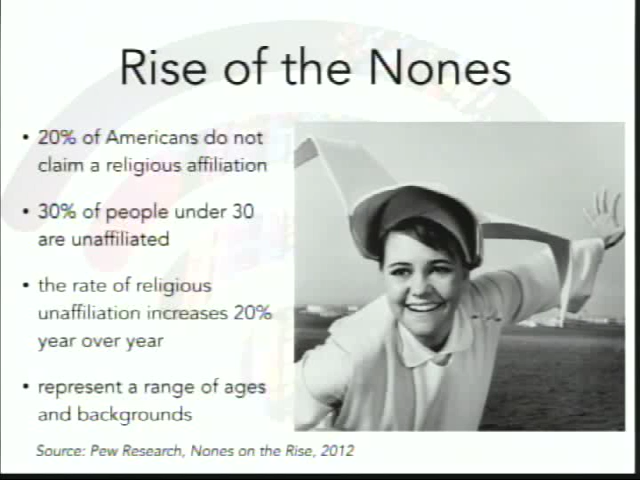 Rise of the Nones
• 20% of Americans do not
claim a religious affiliation
• 30% of people under 30
are unaffiliated
• the rate of religious
unaffiliation increases 20%
year over year
• represent a range of ages
and backgrounds
Source: Pew Research, Nones on the Rise, 2012